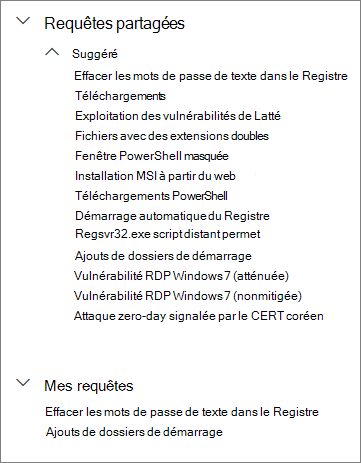 Requêtes partagées
Suggéré
Effacer les mots de passe de texte dans le Registre
Téléchargements
Exploitation des vulnérabilités de Latté
Fichiers avec des extensions doubles
Fenêtre PowerShell masquée
Installation MSI à partir du web
Téléchargements PowerShell
Démarrage automatique du Registre
Regsvr32.exe script distant permet
Ajouts de dossiers de démarrage
Vulnérabilité RDP Windows 7 (atténuée)
Vulnérabilité RDP Windows 7 (nonmitigée)
Attaque zero-day signalée par le CERT coréen
Mes requêtes
Effacer les mots de passe de texte dans le Registre
Ajouts de dossiers de démarrage